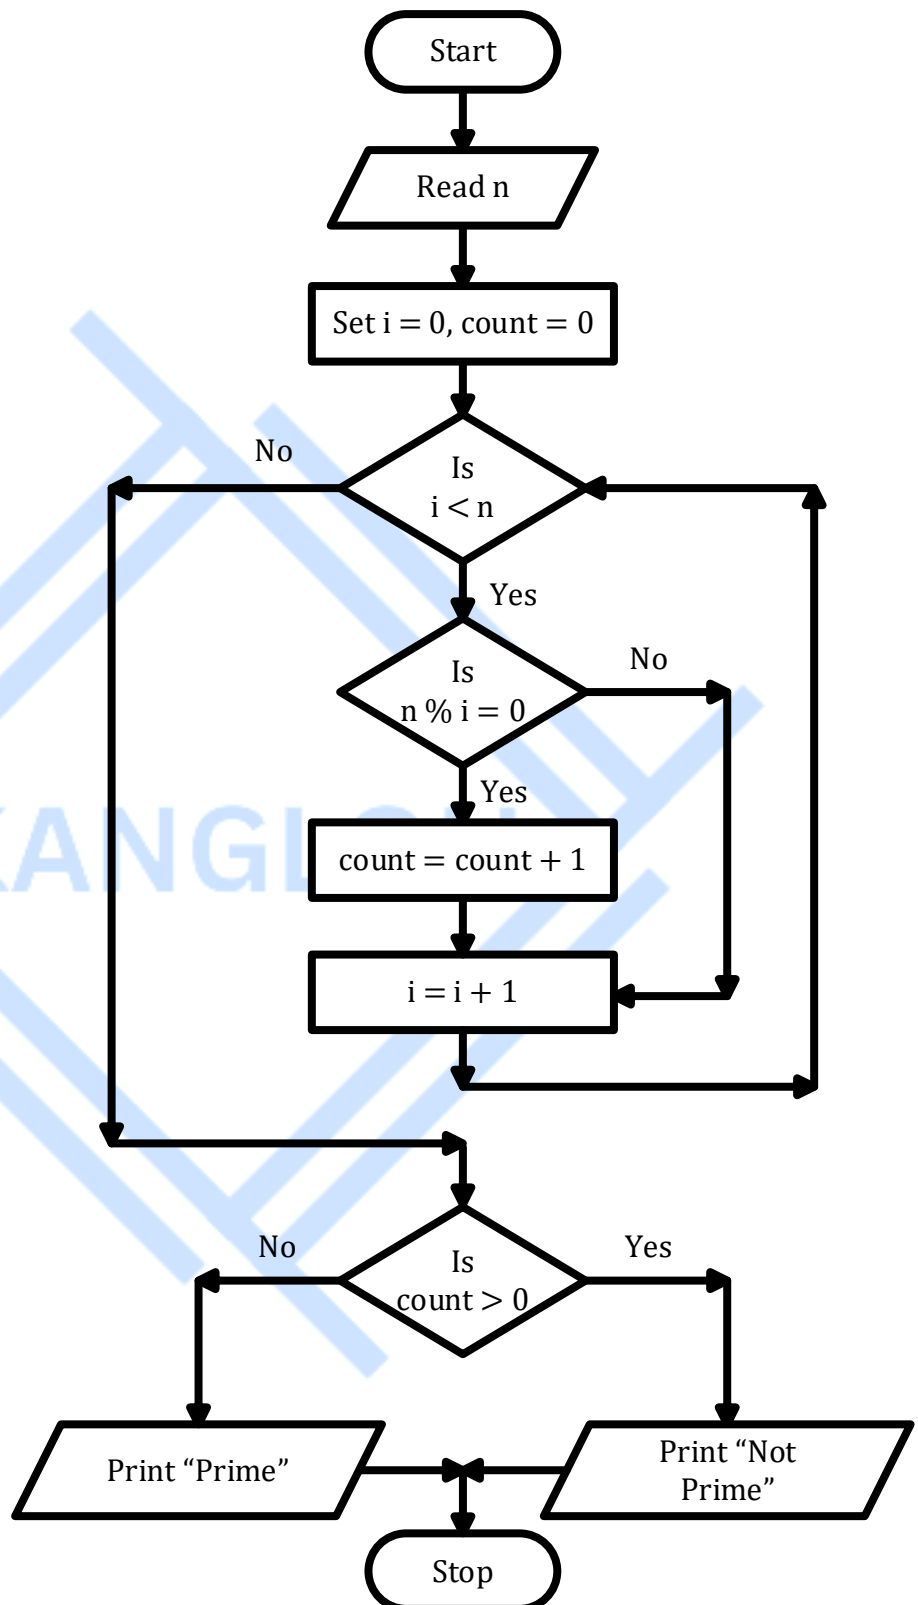 Start
Read n
Set i = 0, count = 0
Is
i < n
No
Yes
Is
n % i = 0
No
Yes
count = count + 1
i = i + 1
Is
count > 0
No
Yes
Print “Prime”
Print “Not
Prime”
Stop